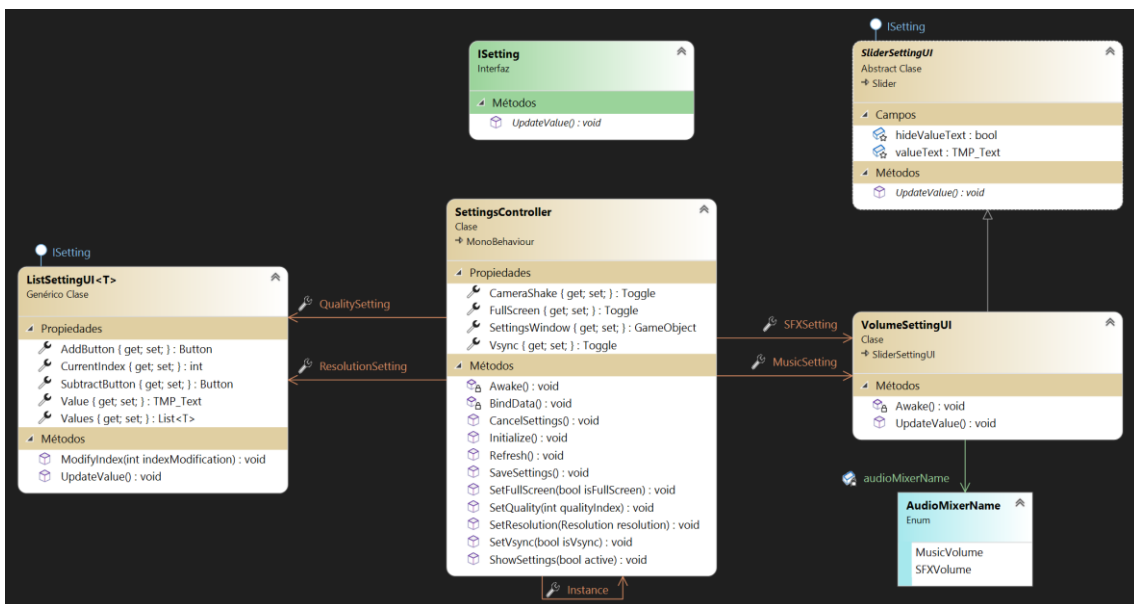 ISetting
Interfaz
Métodos
UpdateValue() : void
ISetting
SliderSettingUI
Abstract Clase
Slider
Campos
hideValueText : bool
valueText : TMP_Text
Métodos
UpdateValue() : void
ISetting
ListSettingUI<T>
Genérico Clase
Propiedades
AddButton { get; set; } : Button
CurrentIndex { get; set; } : int
SubtractButton { get; set; } : Button
Value { get; set; } : TMP_Text
Values { get; set; } : List<T>
Métodos
ModifyIndex(int indexModification) : void
UpdateValue() : void
QualitySetting
ResolutionSetting
SettingsController
Clase
MonoBehaviour
Propiedades
CameraShake { get; set; } : Toggle
FullScreen { get; set; } : Toggle
SettingsWindow { get; set; } : GameObject
Vsync { get; set; } : Toggle
Métodos
Awake() : void
BindData() : void
CancelSettings() : void
Initialize() : void
Refresh() : void
SaveSettings() : void
SetFullScreen(bool isFullScreen) : void
SetQuality(int qualityIndex) : void
SetResolution(Resolution resolution) : void
SetVsync(bool isVsync) : void
ShowSettings(bool active) : void
Instance
SFXSetting
MusicSetting
VolumeSettingUI
Clase
SliderSettingUI
Métodos
Awake() : void
UpdateValue() : void
audioMixerName
AudioMixerName
Enum
MusicVolume
SFXVolume